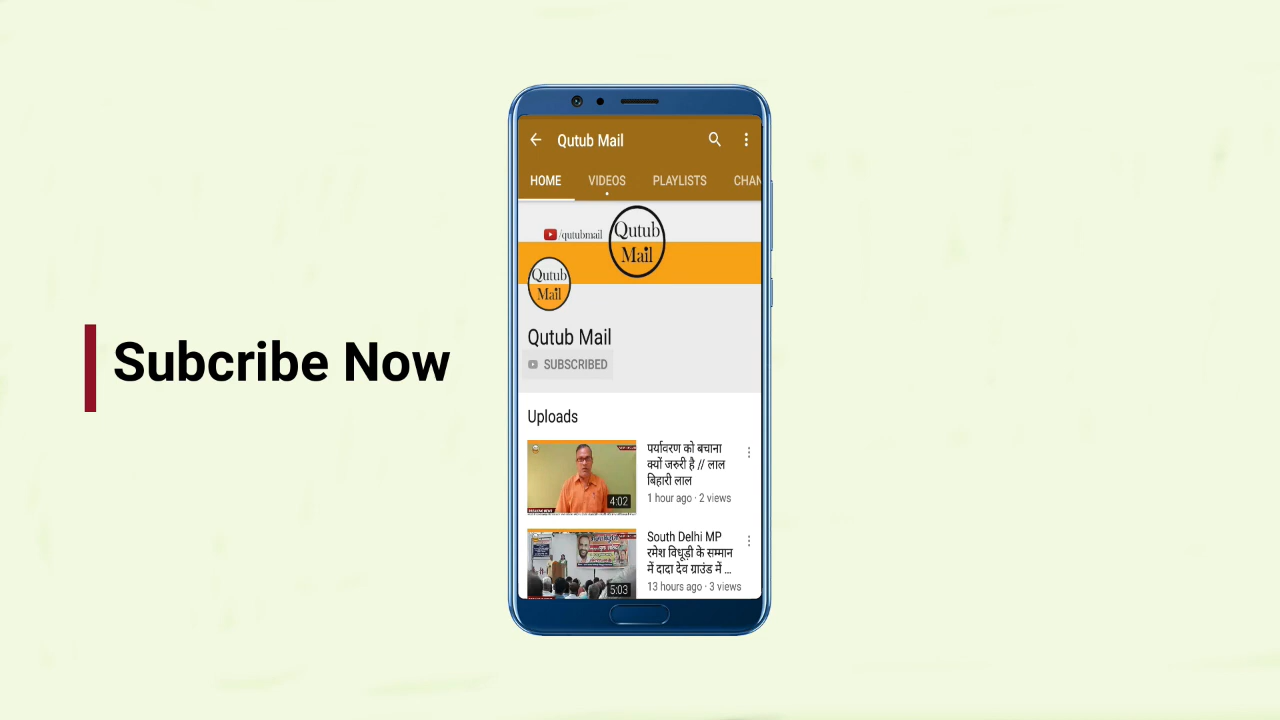 Subcribe Now
Qutub Mail
HOME VIDEOS PLAYLISTS CHAN
/qutubmail
Qutub
Mail
Qutub
Mail
Qutub Mail
SUBSCRIBED
Uploads
पर्यावरण को बचाना
क्यों जरुरी है // लाल
बिहारी लाल
1 hour ago · 2 views
4:02
South Delhi MP
रमेश विधूड़ी के सम्मान
में दादा देव ग्राउंड में ...
13 hours ago · 3 views
5:03